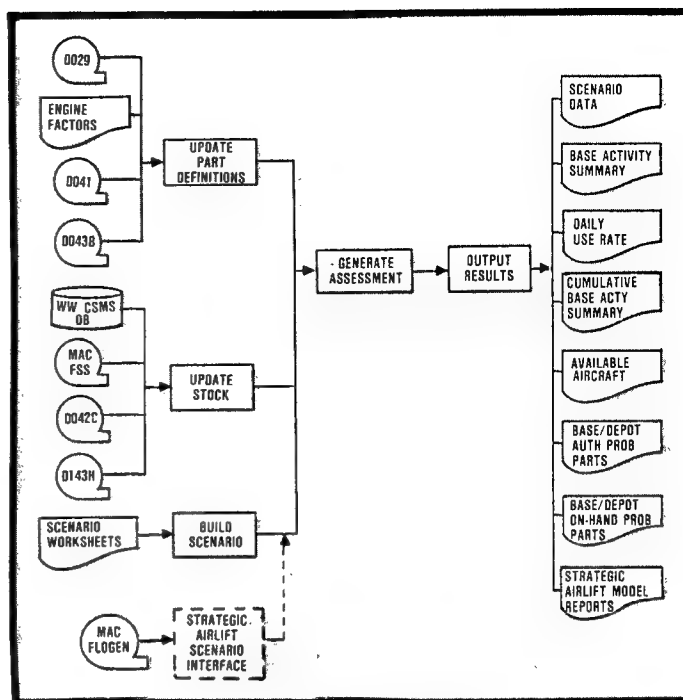 D029
ENGINE
FACTORS
D041
D043B
UPDATE
PART
DEFINITIONS
WW CSMS
DB
MAC
FSS
D042C
D143H
UPDATE
STOCK
SCENARIO
WORKSHEETS
BUILD
SCENARIO
MAC
FLOGEN
STRATEGIC
AIRLIFT
SCENARIO
INTERFACE
GENERATE
ASSESSMENT
OUTPUT
RESULTS
SCENARIO
DATA
BASE ACTIVITY
SUMMARY
DAILY
USE RATE
CUMULATIVE
BASE ACTY
SUMMARY
AVAILABLE
AIRCRAFT
BASE/DEPOT
AUTH PROB
PARTS
BASE/DEPOT
ON-HAND PROB
PARTS
STRATEGIC
AIRLIFT MODEL
REPORTS